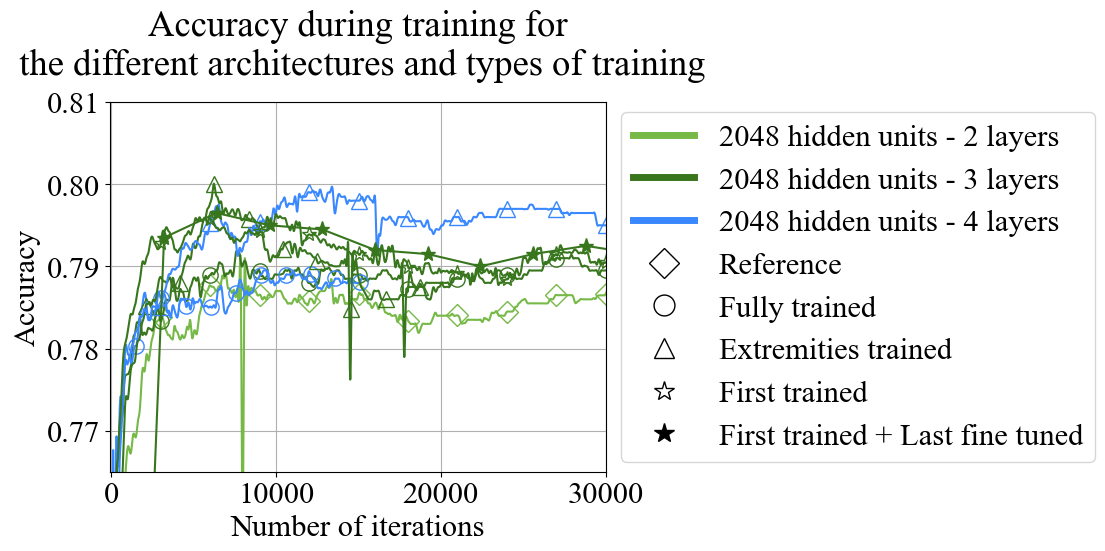 Accuracy during training for
the different architectures and types of training
0.81
0.80
0.79
0.78
0.77
Accuracy
0
10000
20000
30000
Number of iterations
2048 hidden units - 2 layers
2048 hidden units - 3 layers
2048 hidden units - 4 layers
Reference
Fully trained
Extremities trained
First trained
First trained + Last fine tuned